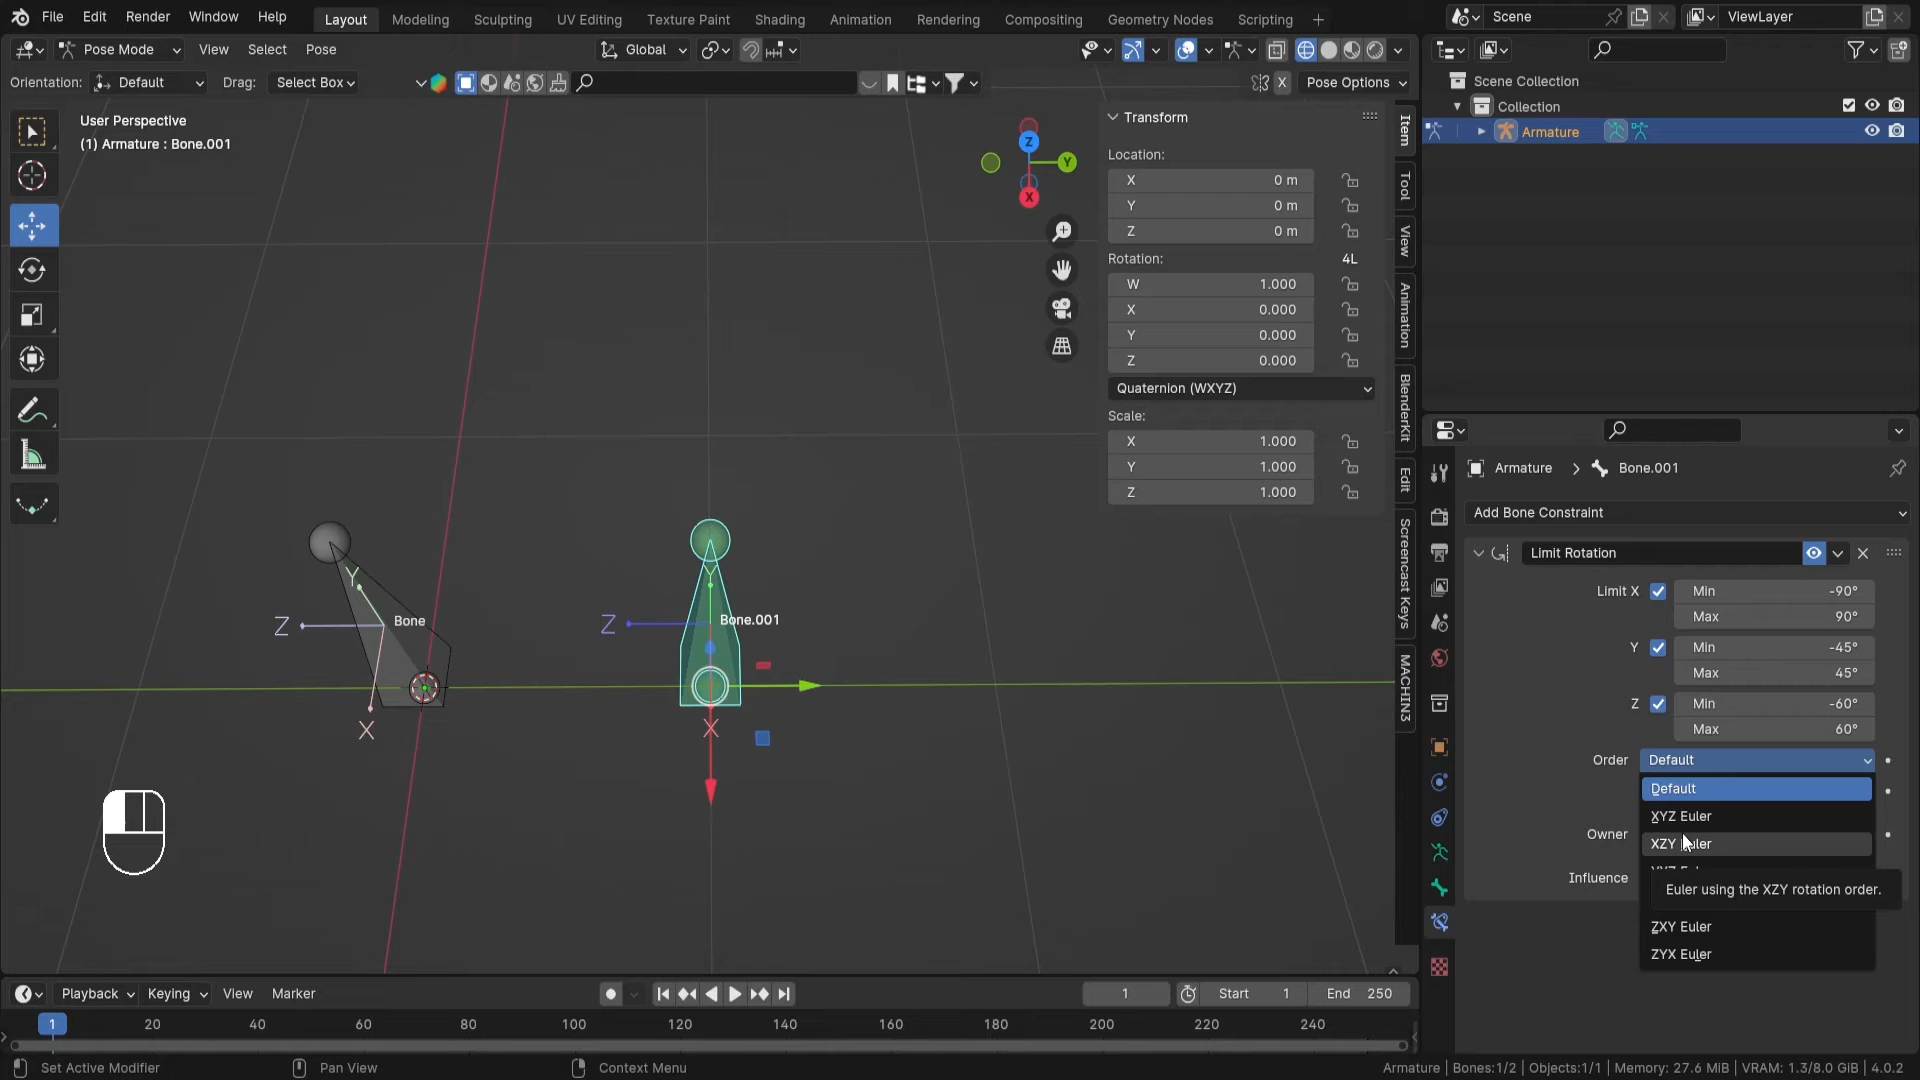 File Edit Render Window Help Layout Modeling Sculpting UV Editing Texture Paint Shading Animation Rendering Compositing Geometry Nodes Scripting + Scene ViewLayer
Pose Mode View Select Pose Global
Orientation: Default Drag: Select Box X Pose Options
User Perspective
(1) Armature : Bone.001
Z
Y
X
Bone
Z
Y
X
Bone.001
Z
Y
X
Transform
Location:
X 0 m
Y 0 m
Z 0 m
Rotation: 4L
W 1.000
X 0.000
Y 0.000
Z 0.000
Quaternion (WXYZ)
Scale:
X 1.000
Y 1.000
Z 1.000
Item
Tool
View
Animation
BlenderKit
Edit
Screencast Keys
MACHIN3
Scene Collection
Collection
Armature
Armature > Bone.001
Add Bone Constraint
Limit Rotation
Limit X Min -90°
Max 90°
Y Min -45°
Max 45°
Z Min -60°
Max 60°
Order Default
Default
XYZ Euler
Owner
XZY Euler
Influence
Euler using the XZY rotation order.
ZXY Euler
ZYX Euler
Playback Keying View Marker 1 Start 1 End 250
1 20 40 60 80 100 120 140 160 180 200 220 240
Set Active Modifier Pan View Context Menu Armature | Bones:1/2 | Objects:1/1 | Memory: 27.6 MiB | VRAM: 1.3/8.0 GiB | 4.0.2